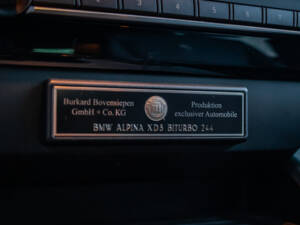 Burkard Bovensiepen
GmbH + Co. KG
Produktion
exclusiver Automobile
BMW ALPINA XD3 BITURBO 244